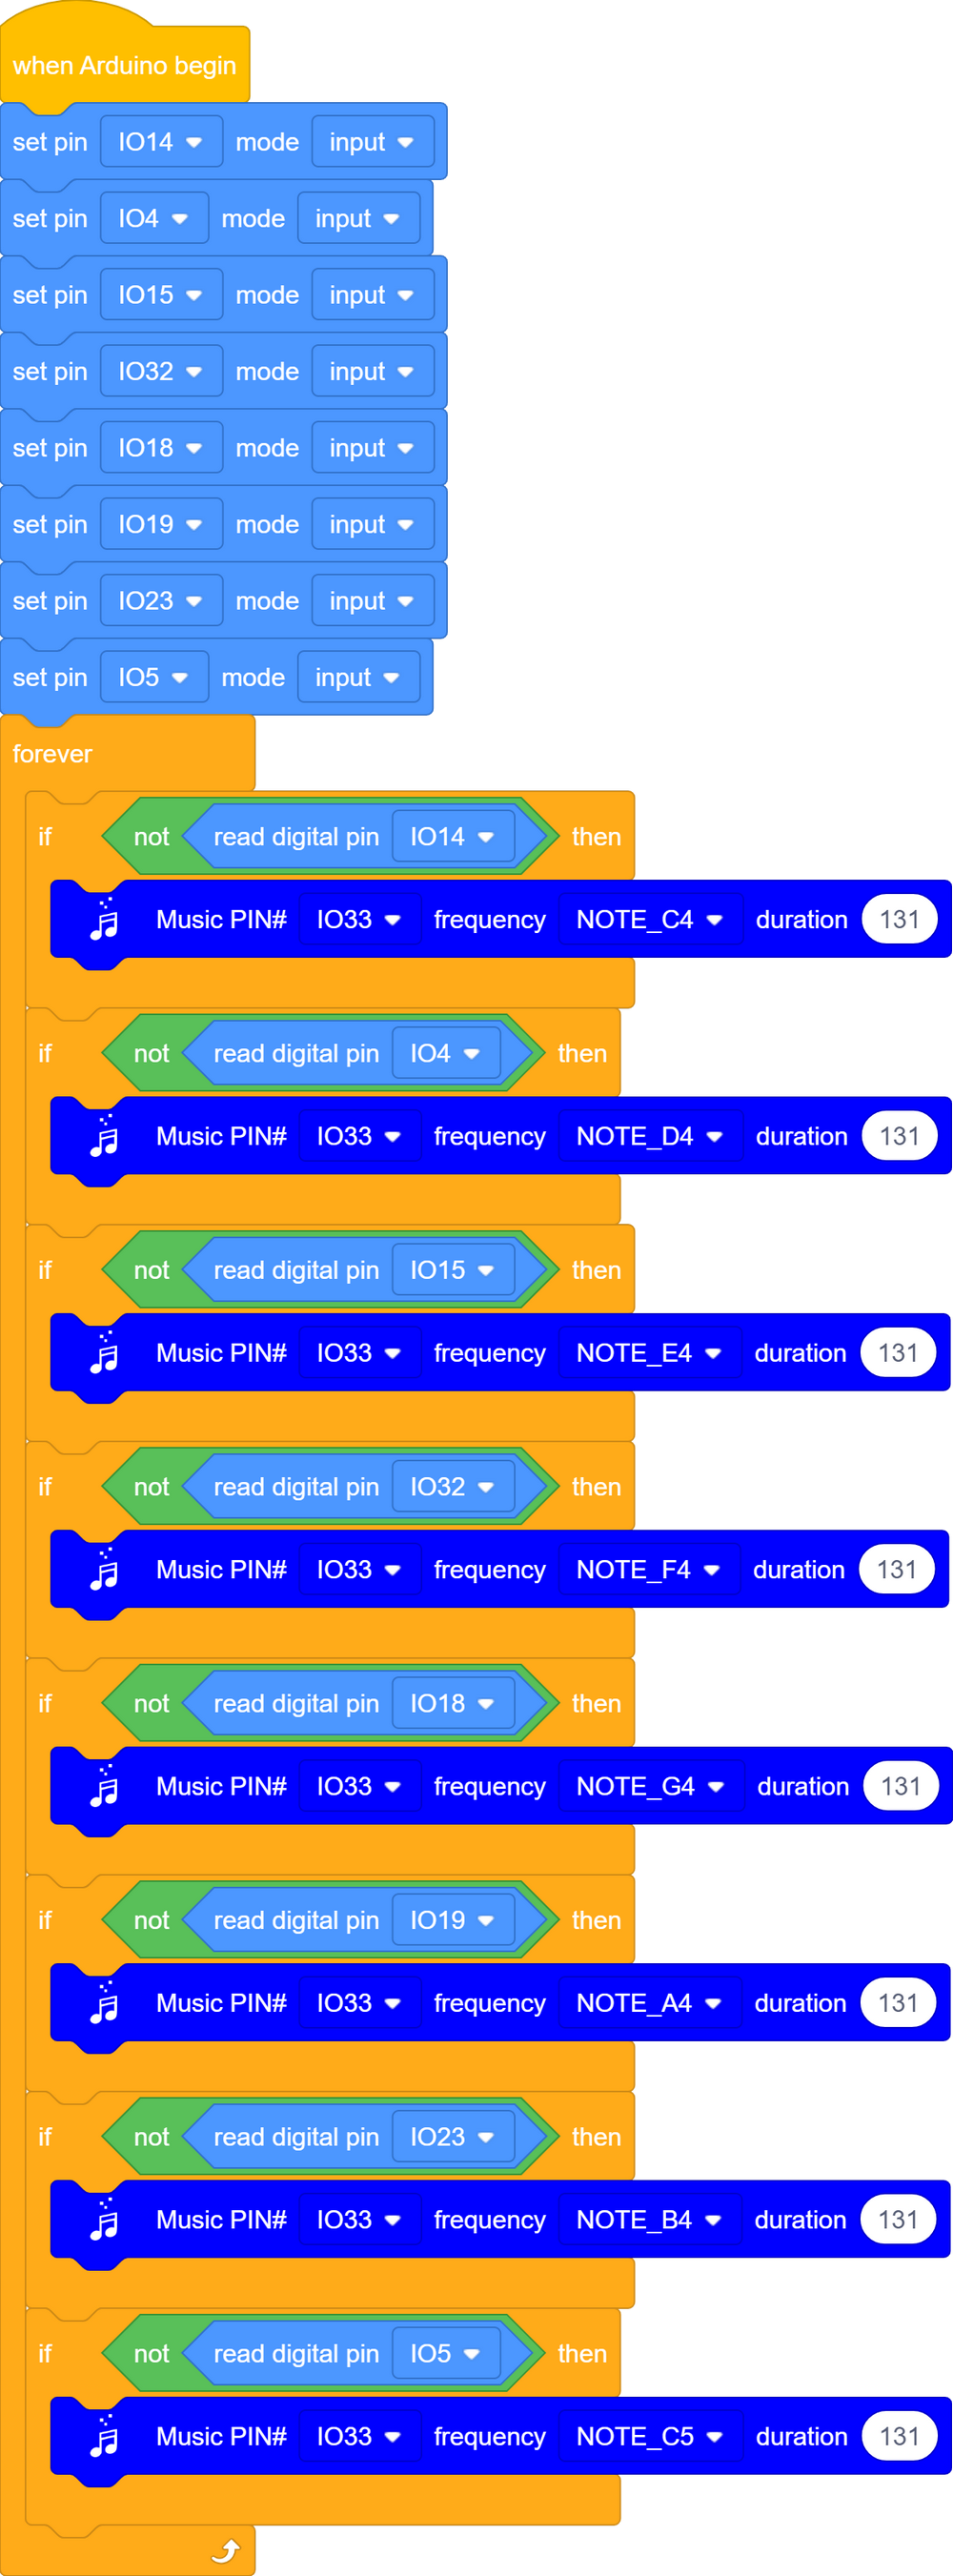 when Arduino begin
set pin IO14 mode input
set pin IO4 mode input
set pin IO15 mode input
set pin IO32 mode input
set pin IO18 mode input
set pin IO19 mode input
set pin IO23 mode input
set pin IO5 mode input
forever
if not read digital pin IO14 then
Music PIN# IO33 frequency NOTE_C4 duration 131
if not read digital pin IO4 then
Music PIN# IO33 frequency NOTE_D4 duration 131
if not read digital pin IO15 then
Music PIN# IO33 frequency NOTE_E4 duration 131
if not read digital pin IO32 then
Music PIN# IO33 frequency NOTE_F4 duration 131
if not read digital pin IO18 then
Music PIN# IO33 frequency NOTE_G4 duration 131
if not read digital pin IO19 then
Music PIN# IO33 frequency NOTE_A4 duration 131
if not read digital pin IO23 then
Music PIN# IO33 frequency NOTE_B4 duration 131
if not read digital pin IO5 then
Music PIN# IO33 frequency NOTE_C5 duration 131